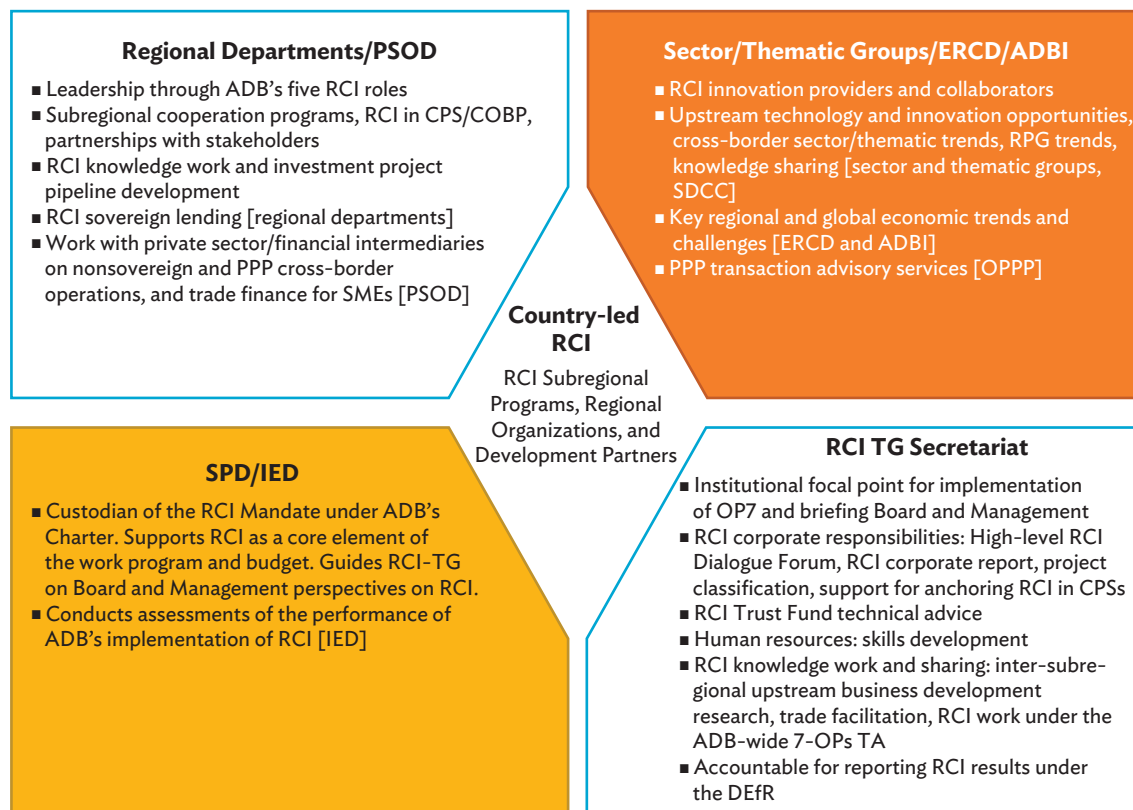 Regional Departments/PSOD
■ Leadership through ADB's five RCI roles
■ Subregional cooperation programs, RCI in CPS/COBP,
partnerships with stakeholders
■ RCI knowledge work and investment project
pipeline development
■ RCI sovereign lending [regional departments]
■ Work with private sector/financial intermediaries
on nonsovereign and PPP cross-border
operations, and trade finance for SMEs [PSOD]
Sector/Thematic Groups/ERCD/ADBI
■ RCI innovation providers and collaborators
■ Upstream technology and innovation opportunities,
cross-border sector/thematic trends, RPG trends,
knowledge sharing [sector and thematic groups,
SDCC]
■ Key regional and global economic trends and
challenges [ERCD and ADBI]
■ PPP transaction advisory services [OPPP]
Country-led
RCI
RCI Subregional
Programs, Regional
Organizations, and
Development Partners
SPD/IED
■ Custodian of the RCI Mandate under ADB's
Charter. Supports RCI as a core element of
the work program and budget. Guides RCI-TG
on Board and Management perspectives on RCI.
■ Conducts assessments of the performance of
ADB's implementation of RCI [IED]
RCI TG Secretariat
■ Institutional focal point for implementation
of OP7 and briefing Board and Management
■ RCI corporate responsibilities: High-level RCI
Dialogue Forum, RCI corporate report, project
classification, support for anchoring RCI in CPSs
■ RCI Trust Fund technical advice
■ Human resources: skills development
■ RCI knowledge work and sharing: inter-subre-
gional upstream business development
research, trade facilitation, RCI work under the
ADB-wide 7-OPs TA
■ Accountable for reporting RCI results under
the DEfR